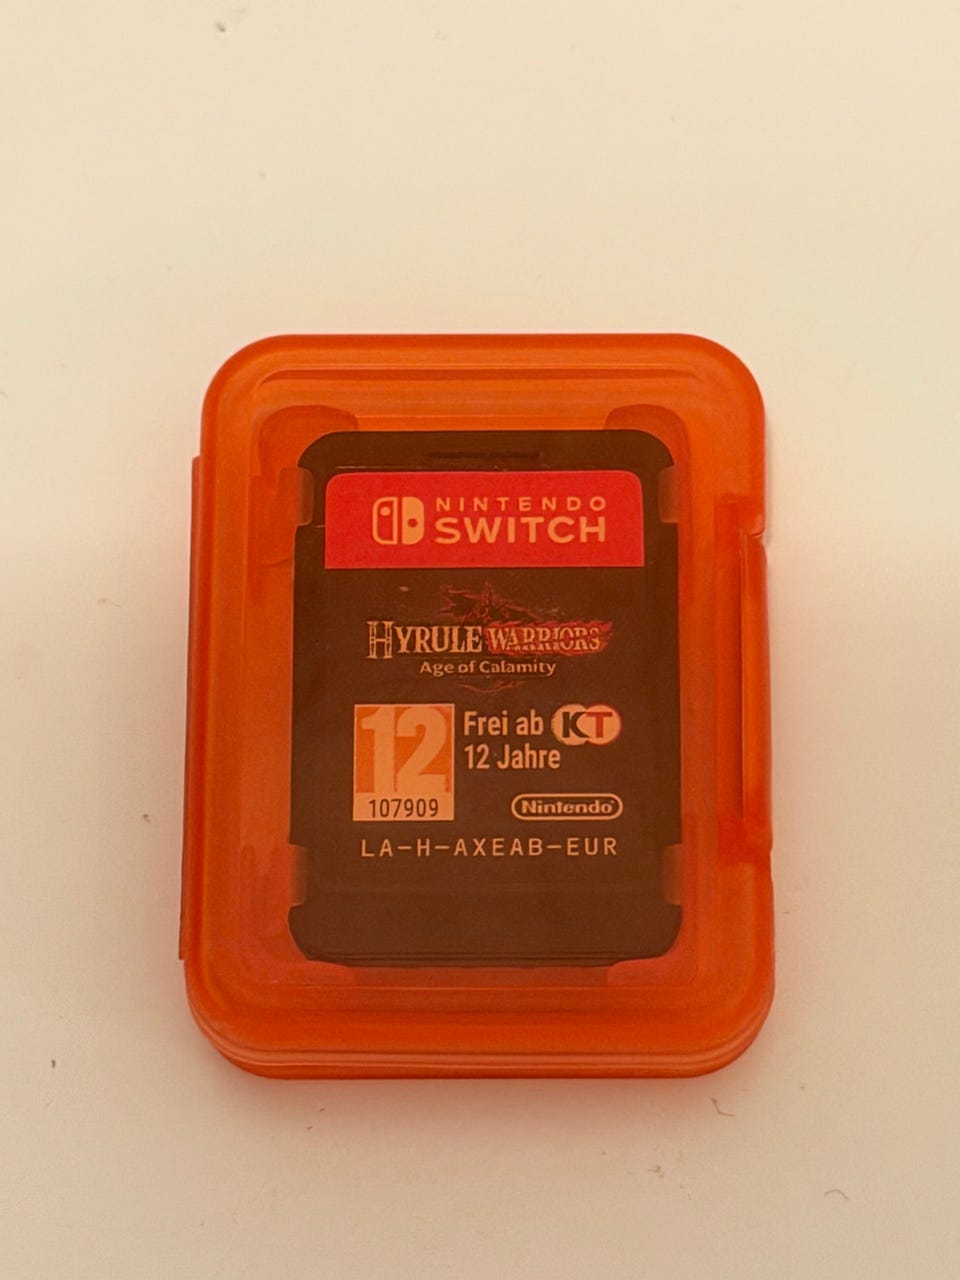 NINTENDO
SWITCH
HYRULE WARRIORS
Age of Calamity
12
107909
Frei ab
12 Jahre
KT
Nintendo
LA-H-AXEAB-EUR